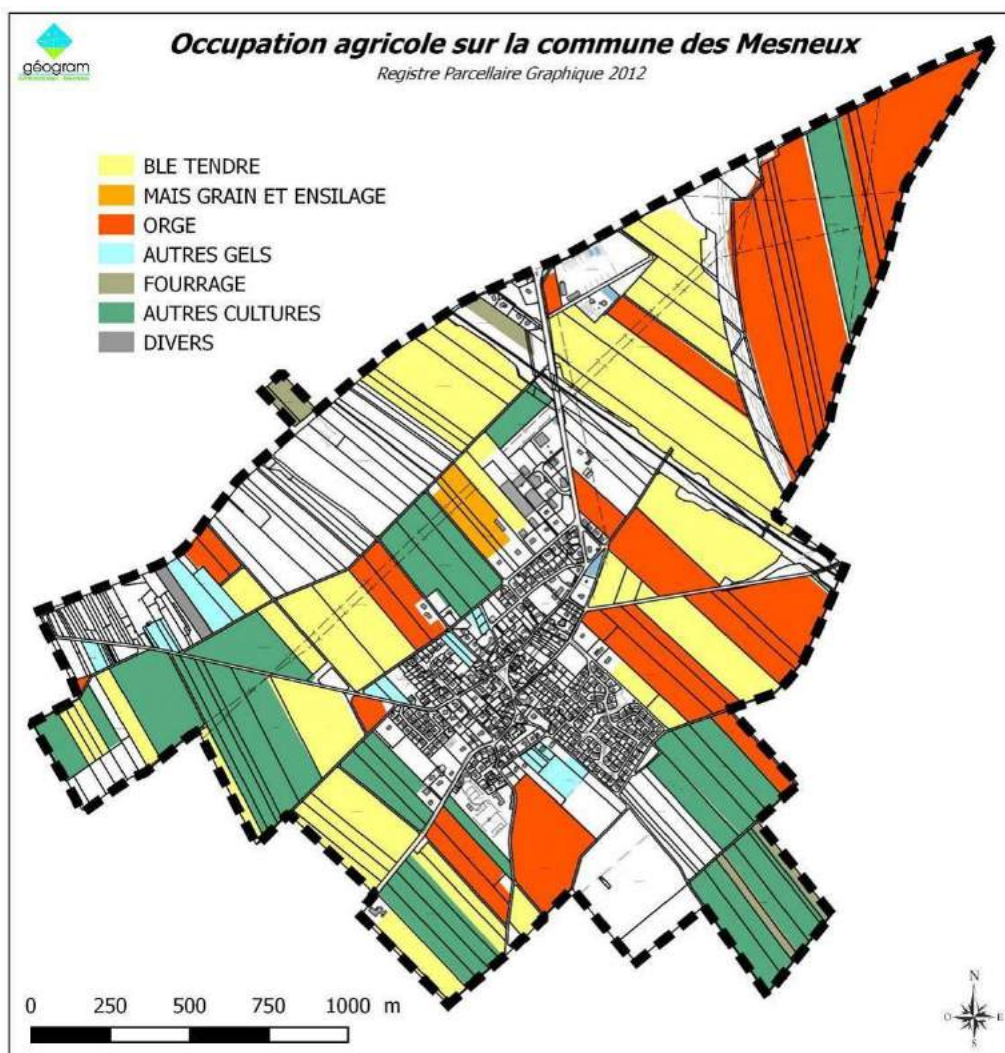 Occupation agricole sur la commune des Mesneux
Registre Parcellaire Graphique 2012
géogram
BLE TENDRE
MAIS GRAIN ET ENSILAGE
ORGE
AUTRES GELS
FOURRAGE
AUTRES CULTURES
DIVERS
0 250 500 750 1000 m
N
O E
S